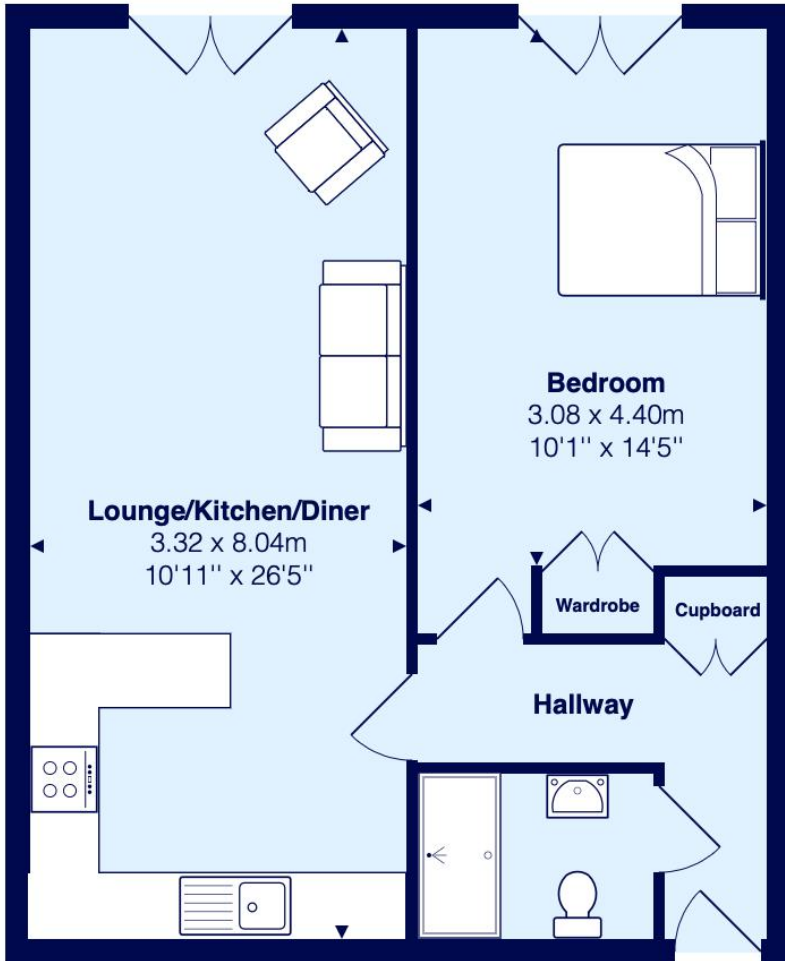 Bedroom
3.08 x 4.40m
10'1'' x 14'5''
Lounge/Kitchen/Diner
3.32 x 8.04m
10'11'' x 26'5''
Wardrobe
Cupboard
Hallway